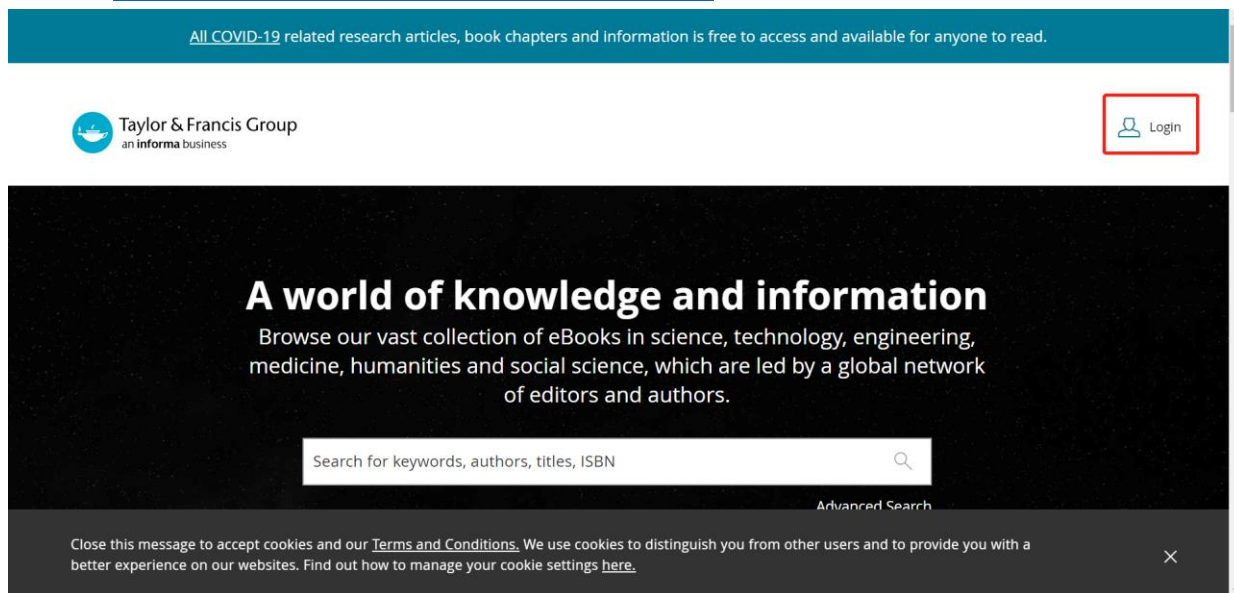 All COVID-19 related research articles, book chapters and information is free to access and available for anyone to read.
Taylor & Francis Group
an informa business
Login
A world of knowledge and information
Browse our vast collection of eBooks in science, technology, engineering,
medicine, humanities and social science, which are led by a global network
of editors and authors.
Search for keywords, authors, titles, ISBN
Advanced Search
Close this message to accept cookies and our Terms and Conditions. We use cookies to distinguish you from other users and to provide you with a
better experience on our websites. Find out how to manage your cookie settings here.